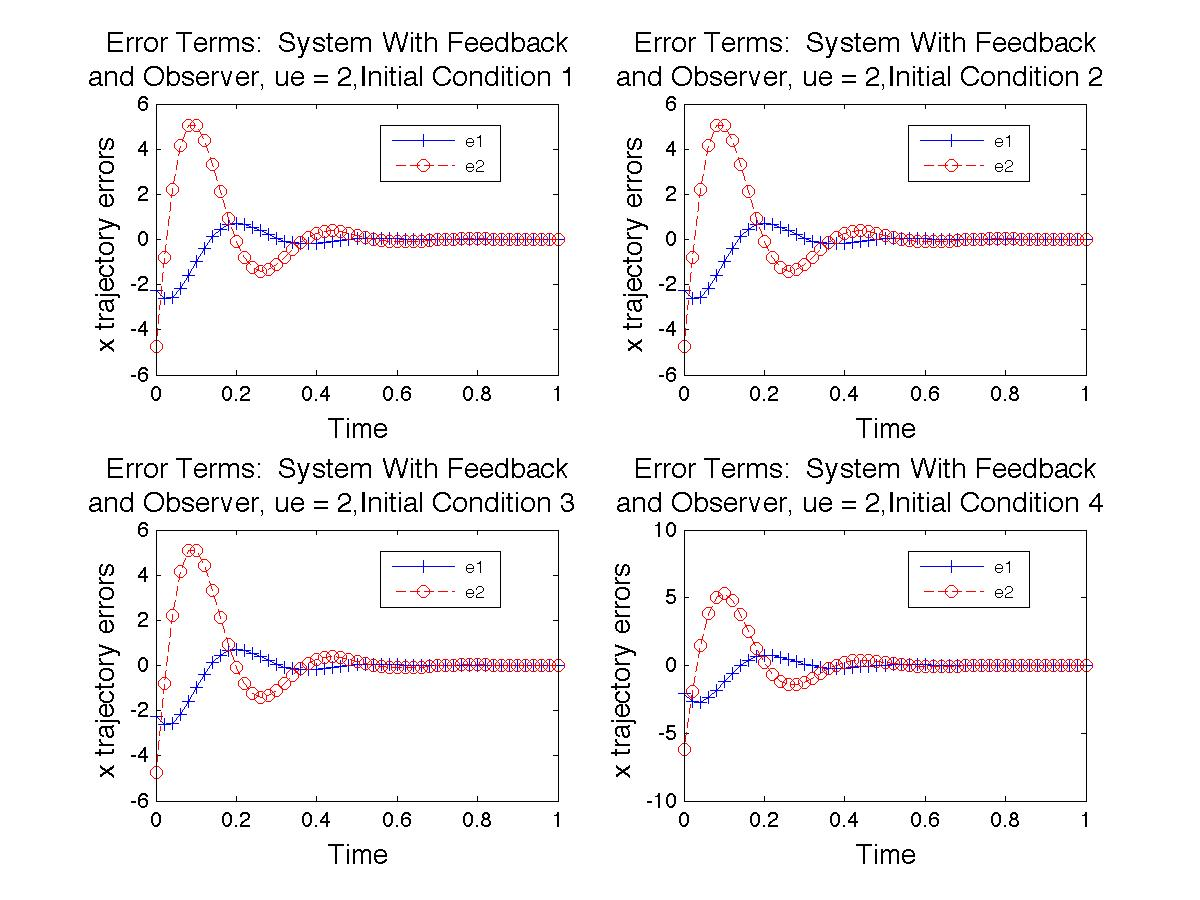 Error Terms:  System With Feedback
and Observer, ue = 2,Initial Condition 1
6
4
2
0
-2
-4
-6
x trajectory errors
e1
e2
0 0.2 0.4 0.6 0.8 1
Time
Error Terms:  System With Feedback
and Observer, ue = 2,Initial Condition 2
6
4
2
0
-2
-4
-6
x trajectory errors
e1
e2
0 0.2 0.4 0.6 0.8 1
Time
Error Terms:  System With Feedback
and Observer, ue = 2,Initial Condition 3
6
4
2
0
-2
-4
-6
x trajectory errors
e1
e2
0 0.2 0.4 0.6 0.8 1
Time
Error Terms:  System With Feedback
and Observer, ue = 2,Initial Condition 4
10
5
0
-5
-10
x trajectory errors
e1
e2
0 0.2 0.4 0.6 0.8 1
Time